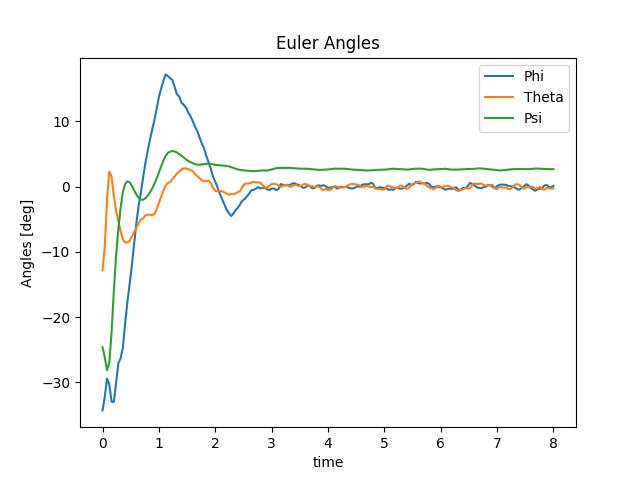 Euler Angles
Phi
Theta
Psi
Angles [deg]
10
0
−10
−20
−30
0 1 2 3 4 5 6 7 8
time